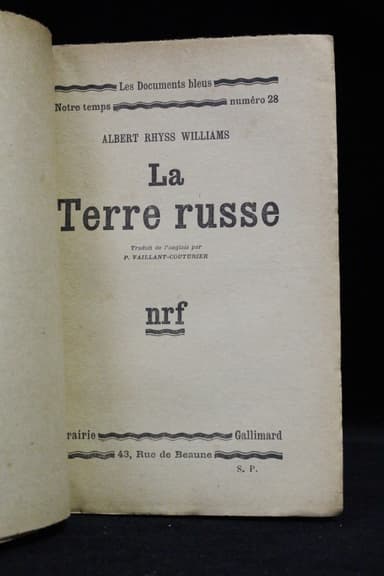 Les Documents bleus
Notre temps numéro 28
ALBERT RHYSS WILLIAMS
La
Terre russe
Traduit de l'anglais par
P. VAILLANT-COUTURIER
nrf
rairie Gallimard
43, Rue de Beaune
S. P.